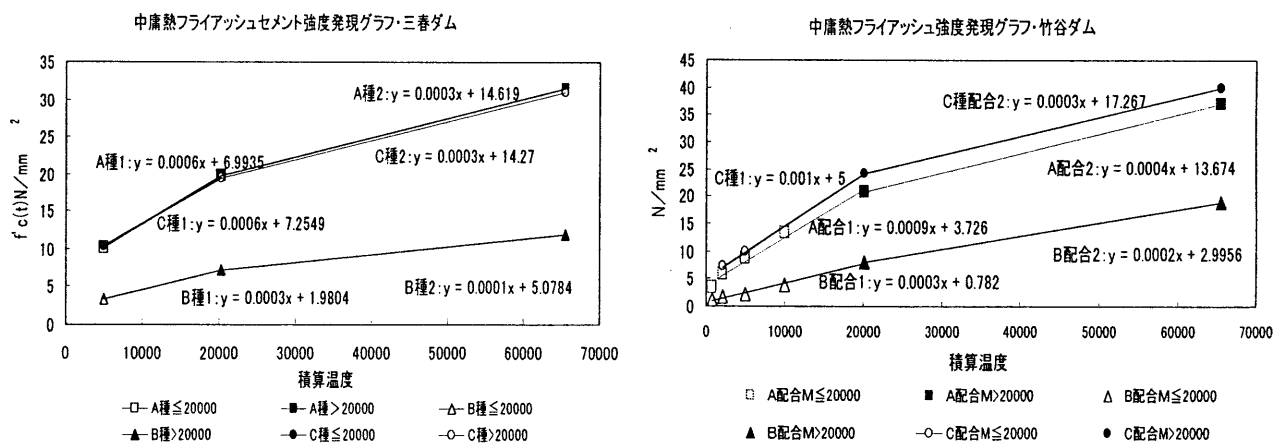 中庸熱フライアッシュセメント強度発現グラフ・三春ダム
f'c(t)N/mm²
35
30
25
20
15
10
5
0
A種2:y = 0.0003x + 14.619
A種1:y = 0.0006x + 6.9935
C種2:y = 0.0003x + 14.27
C種1:y = 0.0006x + 7.2549
B種1:y = 0.0003x + 1.9804
B種2:y = 0.0001x + 5.0784
0 10000 20000 30000 40000 50000 60000 70000
積算温度
A種≦20000 A種>20000 B種≦20000
B種>20000 C種≦20000 C種>20000
中庸熱フライアッシュ強度発現グラフ・竹谷ダム
N/mm²
45
40
35
30
25
20
15
10
5
0
C種配合2:y = 0.0003x + 17.267
C種1:y = 0.001x + 5
A配合2:y = 0.0004x + 13.674
A配合1:y = 0.0009x + 3.726
B配合2:y = 0.0002x + 2.9956
B配合1:y = 0.0003x + 0.782
0 10000 20000 30000 40000 50000 60000 70000
積算温度
A配合M≦20000 A配合M>20000 B配合M≦20000
B配合M>20000 C配合M≦20000 C配合M>20000